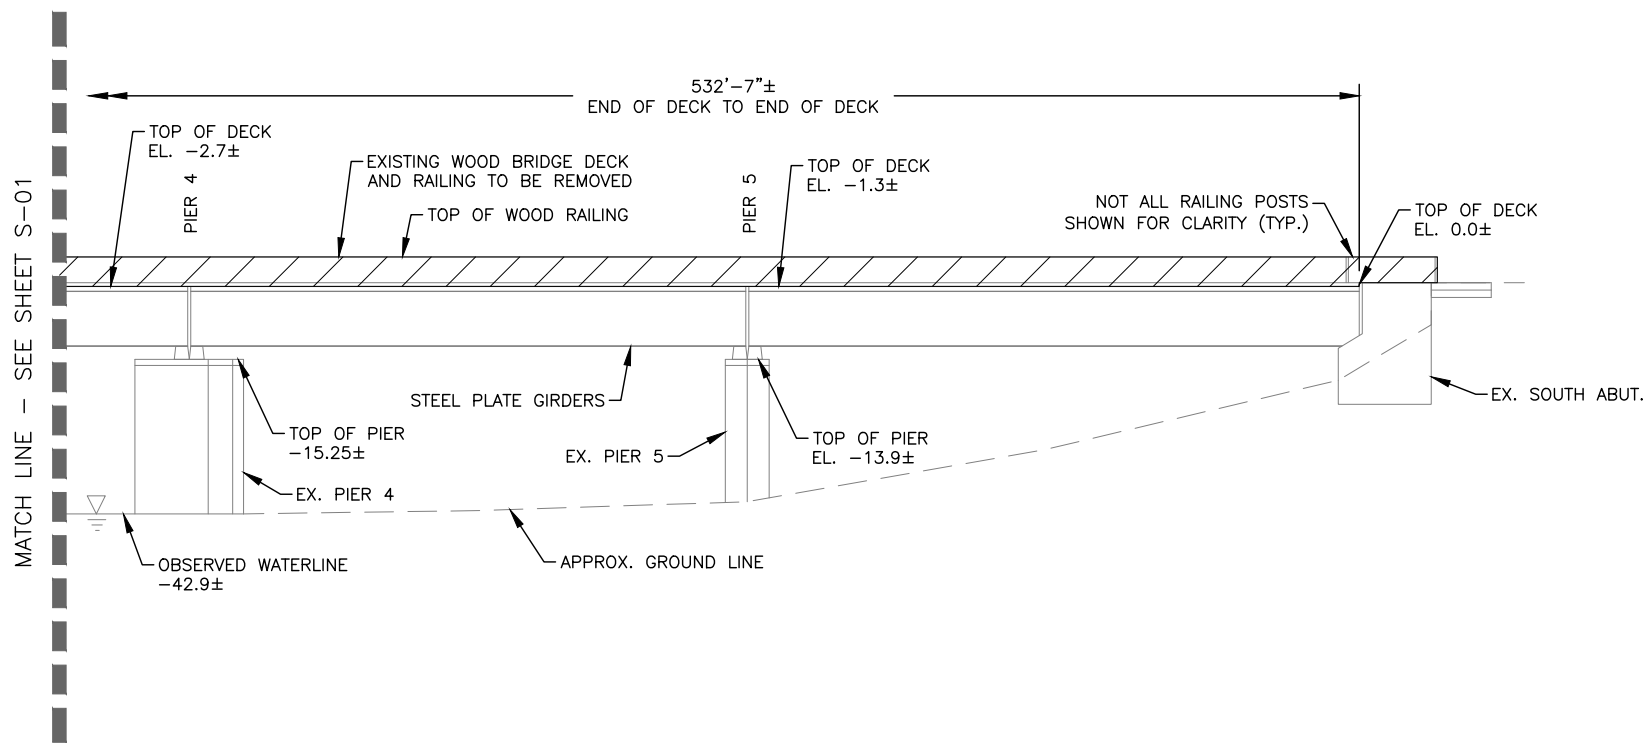 532'-7"±
END OF DECK TO END OF DECK
TOP OF DECK
EL. -2.7±
PIER 4
EXISTING WOOD BRIDGE DECK
AND RAILING TO BE REMOVED
TOP OF WOOD RAILING
PIER 5
TOP OF DECK
EL. -1.3±
NOT ALL RAILING POSTS
SHOWN FOR CLARITY (TYP.)
TOP OF DECK
EL. 0.0±
MATCH LINE - SEE SHEET S-01
STEEL PLATE GIRDERS
EX. SOUTH ABUT.
TOP OF PIER
-15.25±
EX. PIER 5
TOP OF PIER
EL. -13.9±
EX. PIER 4
OBSERVED WATERLINE
-42.9±
APPROX. GROUND LINE